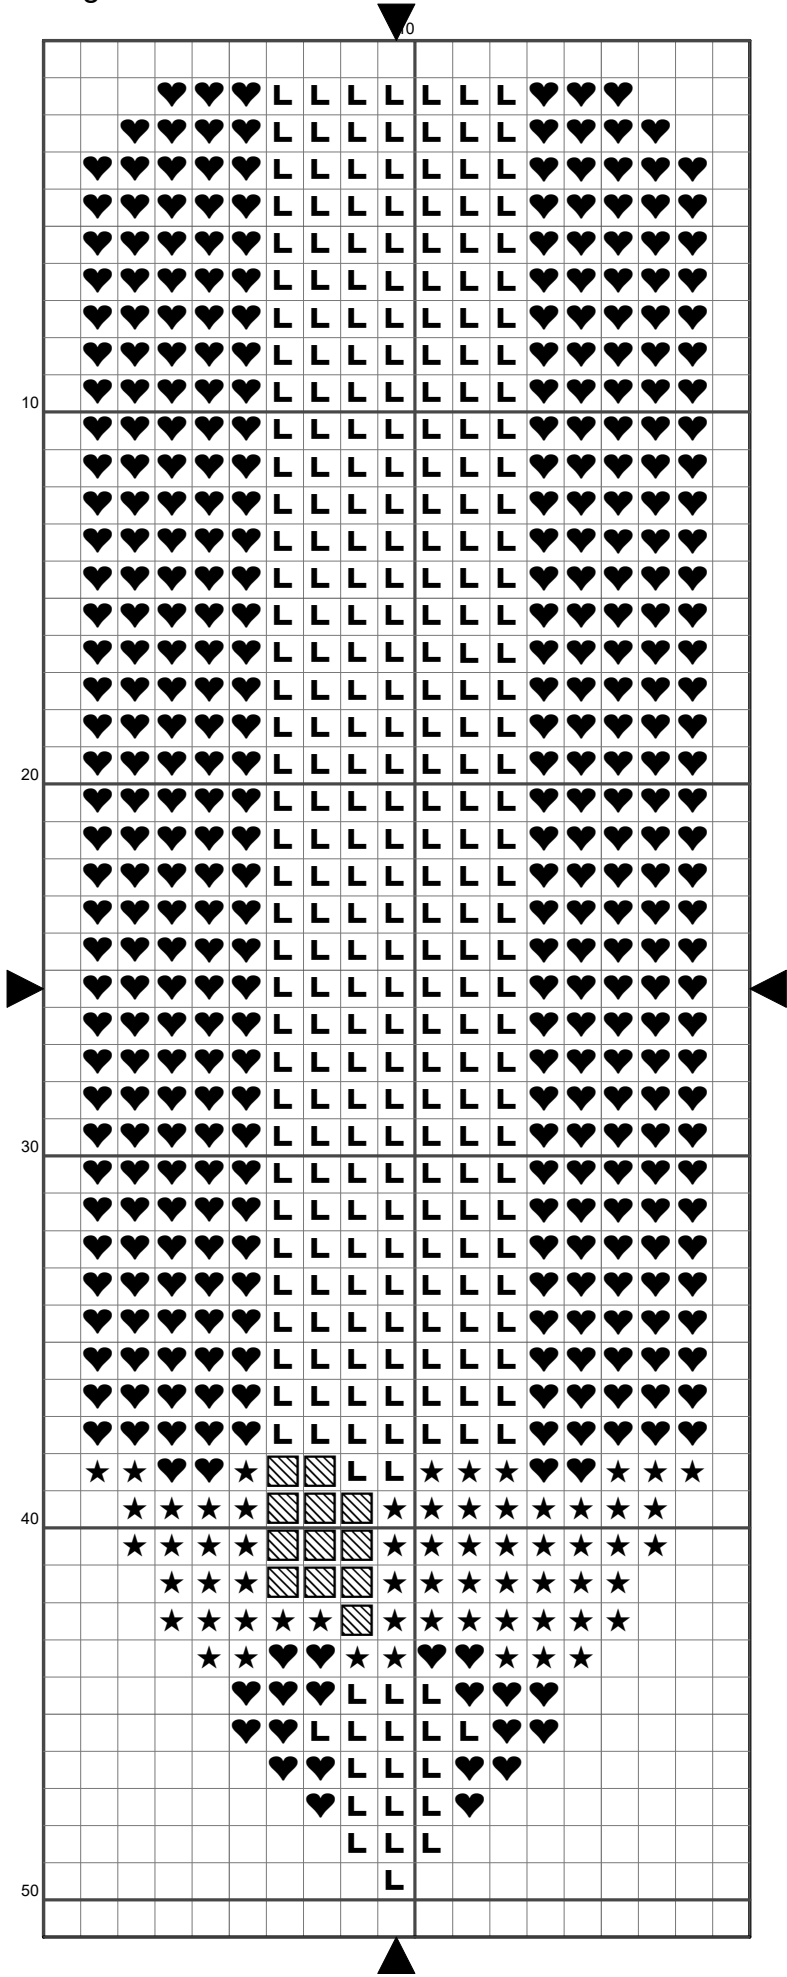 10
♥ ♥ ♥ L L L L L L L ♥ ♥ ♥
♥ ♥ ♥ ♥ L L L L L L L ♥ ♥ ♥ ♥
♥ ♥ ♥ ♥ ♥ L L L L L L L ♥ ♥ ♥ ♥ ♥
♥ ♥ ♥ ♥ ♥ L L L L L L L ♥ ♥ ♥ ♥ ♥
♥ ♥ ♥ ♥ ♥ L L L L L L L ♥ ♥ ♥ ♥ ♥
♥ ♥ ♥ ♥ ♥ L L L L L L L ♥ ♥ ♥ ♥ ♥
♥ ♥ ♥ ♥ ♥ L L L L L L L ♥ ♥ ♥ ♥ ♥
♥ ♥ ♥ ♥ ♥ L L L L L L L ♥ ♥ ♥ ♥ ♥
♥ ♥ ♥ ♥ ♥ L L L L L L L ♥ ♥ ♥ ♥ ♥
10
♥ ♥ ♥ ♥ ♥ L L L L L L L ♥ ♥ ♥ ♥ ♥
♥ ♥ ♥ ♥ ♥ L L L L L L L ♥ ♥ ♥ ♥ ♥
♥ ♥ ♥ ♥ ♥ L L L L L L L ♥ ♥ ♥ ♥ ♥
♥ ♥ ♥ ♥ ♥ L L L L L L L ♥ ♥ ♥ ♥ ♥
♥ ♥ ♥ ♥ ♥ L L L L L L L ♥ ♥ ♥ ♥ ♥
♥ ♥ ♥ ♥ ♥ L L L L L L L ♥ ♥ ♥ ♥ ♥
♥ ♥ ♥ ♥ ♥ L L L L L L L ♥ ♥ ♥ ♥ ♥
♥ ♥ ♥ ♥ ♥ L L L L L L L ♥ ♥ ♥ ♥ ♥
♥ ♥ ♥ ♥ ♥ L L L L L L L ♥ ♥ ♥ ♥ ♥
♥ ♥ ♥ ♥ ♥ L L L L L L L ♥ ♥ ♥ ♥ ♥
20
♥ ♥ ♥ ♥ ♥ L L L L L L L ♥ ♥ ♥ ♥ ♥
♥ ♥ ♥ ♥ ♥ L L L L L L L ♥ ♥ ♥ ♥ ♥
♥ ♥ ♥ ♥ ♥ L L L L L L L ♥ ♥ ♥ ♥ ♥
♥ ♥ ♥ ♥ ♥ L L L L L L L ♥ ♥ ♥ ♥ ♥
♥ ♥ ♥ ♥ ♥ L L L L L L L ♥ ♥ ♥ ♥ ♥
♥ ♥ ♥ ♥ ♥ L L L L L L L ♥ ♥ ♥ ♥ ♥
♥ ♥ ♥ ♥ ♥ L L L L L L L ♥ ♥ ♥ ♥ ♥
♥ ♥ ♥ ♥ ♥ L L L L L L L ♥ ♥ ♥ ♥ ♥
♥ ♥ ♥ ♥ ♥ L L L L L L L ♥ ♥ ♥ ♥ ♥
♥ ♥ ♥ ♥ ♥ L L L L L L L ♥ ♥ ♥ ♥ ♥
30
♥ ♥ ♥ ♥ ♥ L L L L L L L ♥ ♥ ♥ ♥ ♥
♥ ♥ ♥ ♥ ♥ L L L L L L L ♥ ♥ ♥ ♥ ♥
♥ ♥ ♥ ♥ ♥ L L L L L L L ♥ ♥ ♥ ♥ ♥
♥ ♥ ♥ ♥ ♥ L L L L L L L ♥ ♥ ♥ ♥ ♥
♥ ♥ ♥ ♥ ♥ L L L L L L L ♥ ♥ ♥ ♥ ♥
♥ ♥ ♥ ♥ ♥ L L L L L L L ♥ ♥ ♥ ♥ ♥
♥ ♥ ♥ ♥ ♥ L L L L L L L ♥ ♥ ♥ ♥ ♥
♥ ♥ ♥ ♥ ♥ L L L L L L L ♥ ♥ ♥ ♥ ♥
★ ★ ♥ ♥ ★ ▧ ▧ L L ★ ★ ★ ♥ ♥ ★ ★ ★
★ ★ ★ ★ ▧ ▧ ▧ ★ ★ ★ ★ ★ ★ ★ ★
40
★ ★ ★ ★ ▧ ▧ ▧ ★ ★ ★ ★ ★ ★ ★ ★
★ ★ ★ ▧ ▧ ▧ ★ ★ ★ ★ ★ ★ ★
★ ★ ★ ★ ★ ▧ ★ ★ ★ ★ ★ ★ ★
★ ★ ♥ ♥ ★ ★ ♥ ♥ ★ ★ ★
♥ ♥ ♥ L L L ♥ ♥ ♥
♥ ♥ L L L L L ♥ ♥
♥ ♥ L L L ♥ ♥
♥ L L L ♥
L L L
L
50